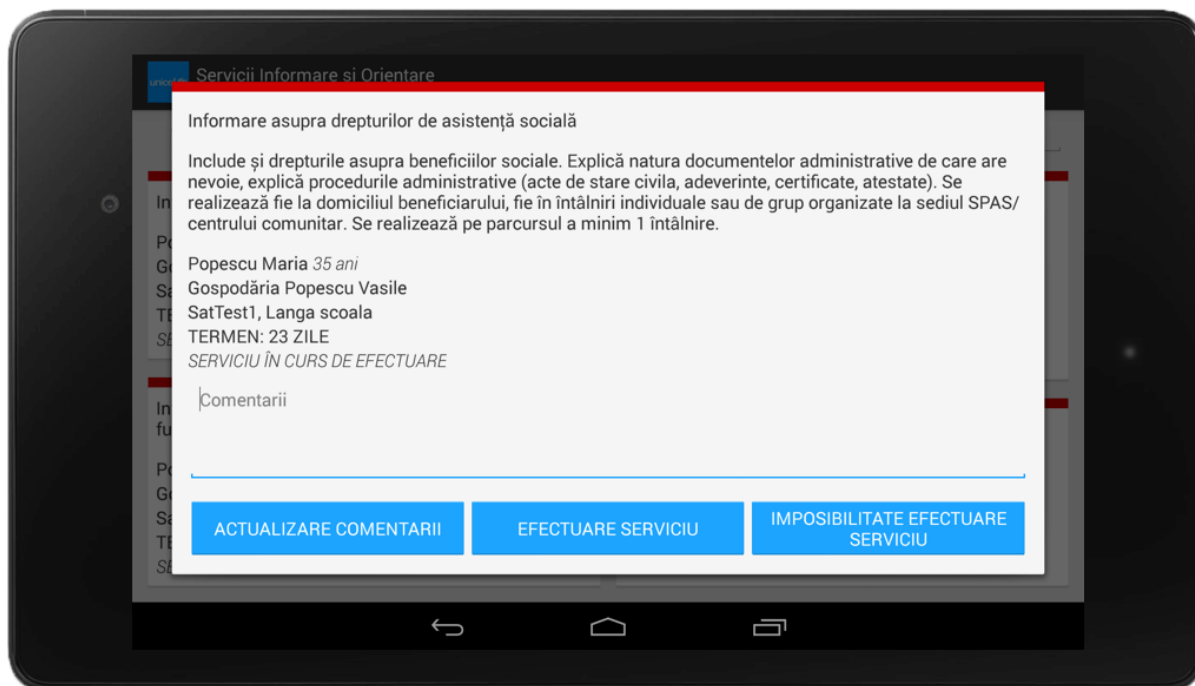 Servicii Informare si Orientare
Informare asupra drepturilor de asistență socială
Include și drepturile asupra beneficiilor sociale. Explică natura documentelor administrative de care are
nevoie, explică procedurile administrative (acte de stare civila, adeverinte, certificate, atestate). Se
realizează fie la domiciliul beneficiarului, fie în întâlniri individuale sau de grup organizate la sediul SPAS/
centrului comunitar. Se realizează pe parcursul a minim 1 întâlnire.
Popescu Maria 35 ani
Gospodăria Popescu Vasile
SatTest1, Langa scoala
TERMEN: 23 ZILE
SERVICIU ÎN CURS DE EFECTUARE
Comentarii
ACTUALIZARE COMENTARII
EFECTUARE SERVICIU
IMPOSIBILITATE EFECTUARE
SERVICIU